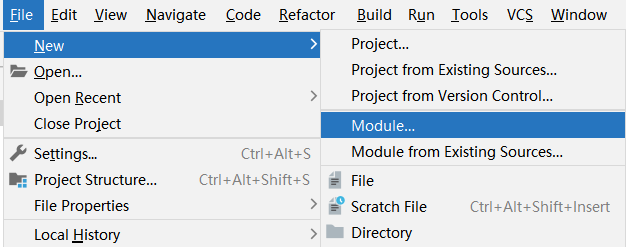 File Edit View Navigate Code Refactor Build Run Tools VCS Window
New
Open...
Open Recent
Close Project
Settings... Ctrl+Alt+S
Project Structure... Ctrl+Alt+Shift+S
File Properties
Local History
Project...
Project from Existing Sources...
Project from Version Control...
Module...
Module from Existing Sources...
File
Scratch File Ctrl+Alt+Shift+Insert
Directory